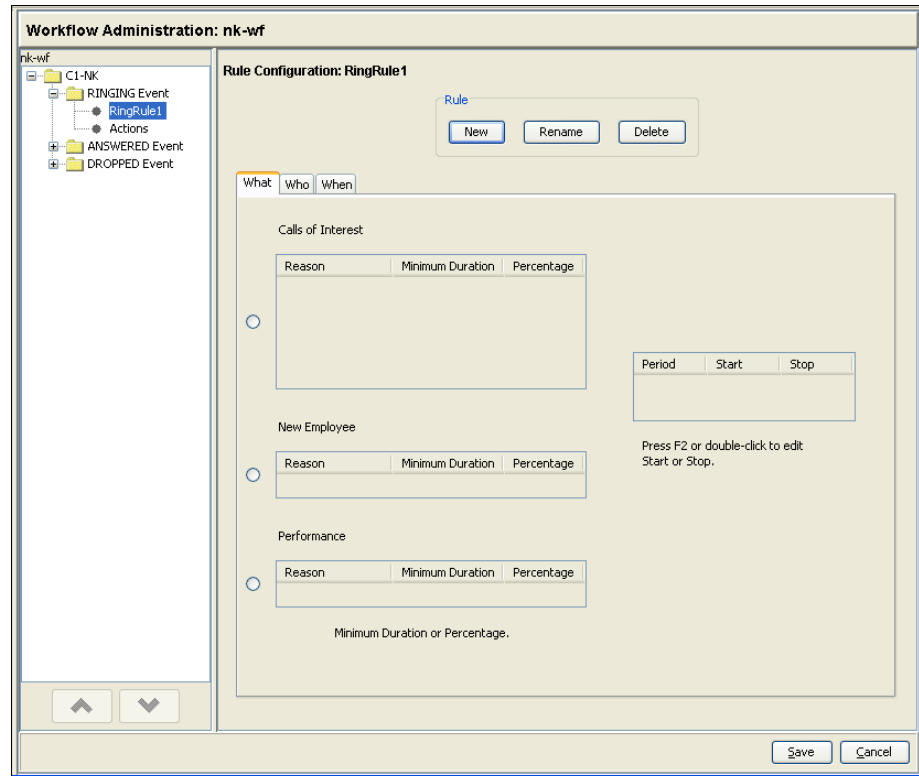 Workflow Administration: nk-wf
nk-wf
C1-NK
RINGING Event
RingRule1
Actions
ANSWERED Event
DROPPED Event
Rule Configuration: RingRule1
Rule
New Rename Delete
What Who When
Calls of Interest
Reason Minimum Duration Percentage
Period Start Stop
Press F2 or double-click to edit
Start or Stop.
New Employee
Reason Minimum Duration Percentage
Performance
Reason Minimum Duration Percentage
Minimum Duration or Percentage.
Save Cancel